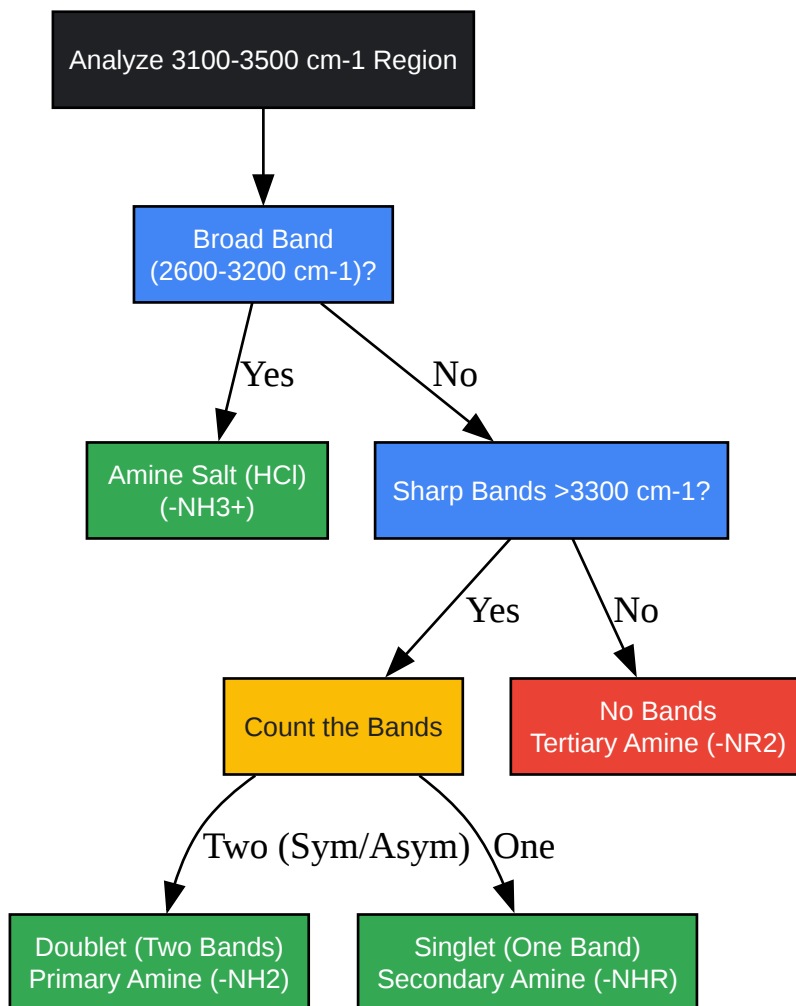 Analyze 3100-3500 cm-1 Region
Broad Band
(2600-3200 cm-1)?
Yes
No
Amine Salt (HCl)
(-NH3+)
Sharp Bands >3300 cm-1?
Yes
No
Count the Bands
No Bands
Tertiary Amine (-NR2)
Two (Sym/Asym)
One
Doublet (Two Bands)
Primary Amine (-NH2)
Singlet (One Band)
Secondary Amine (-NHR)